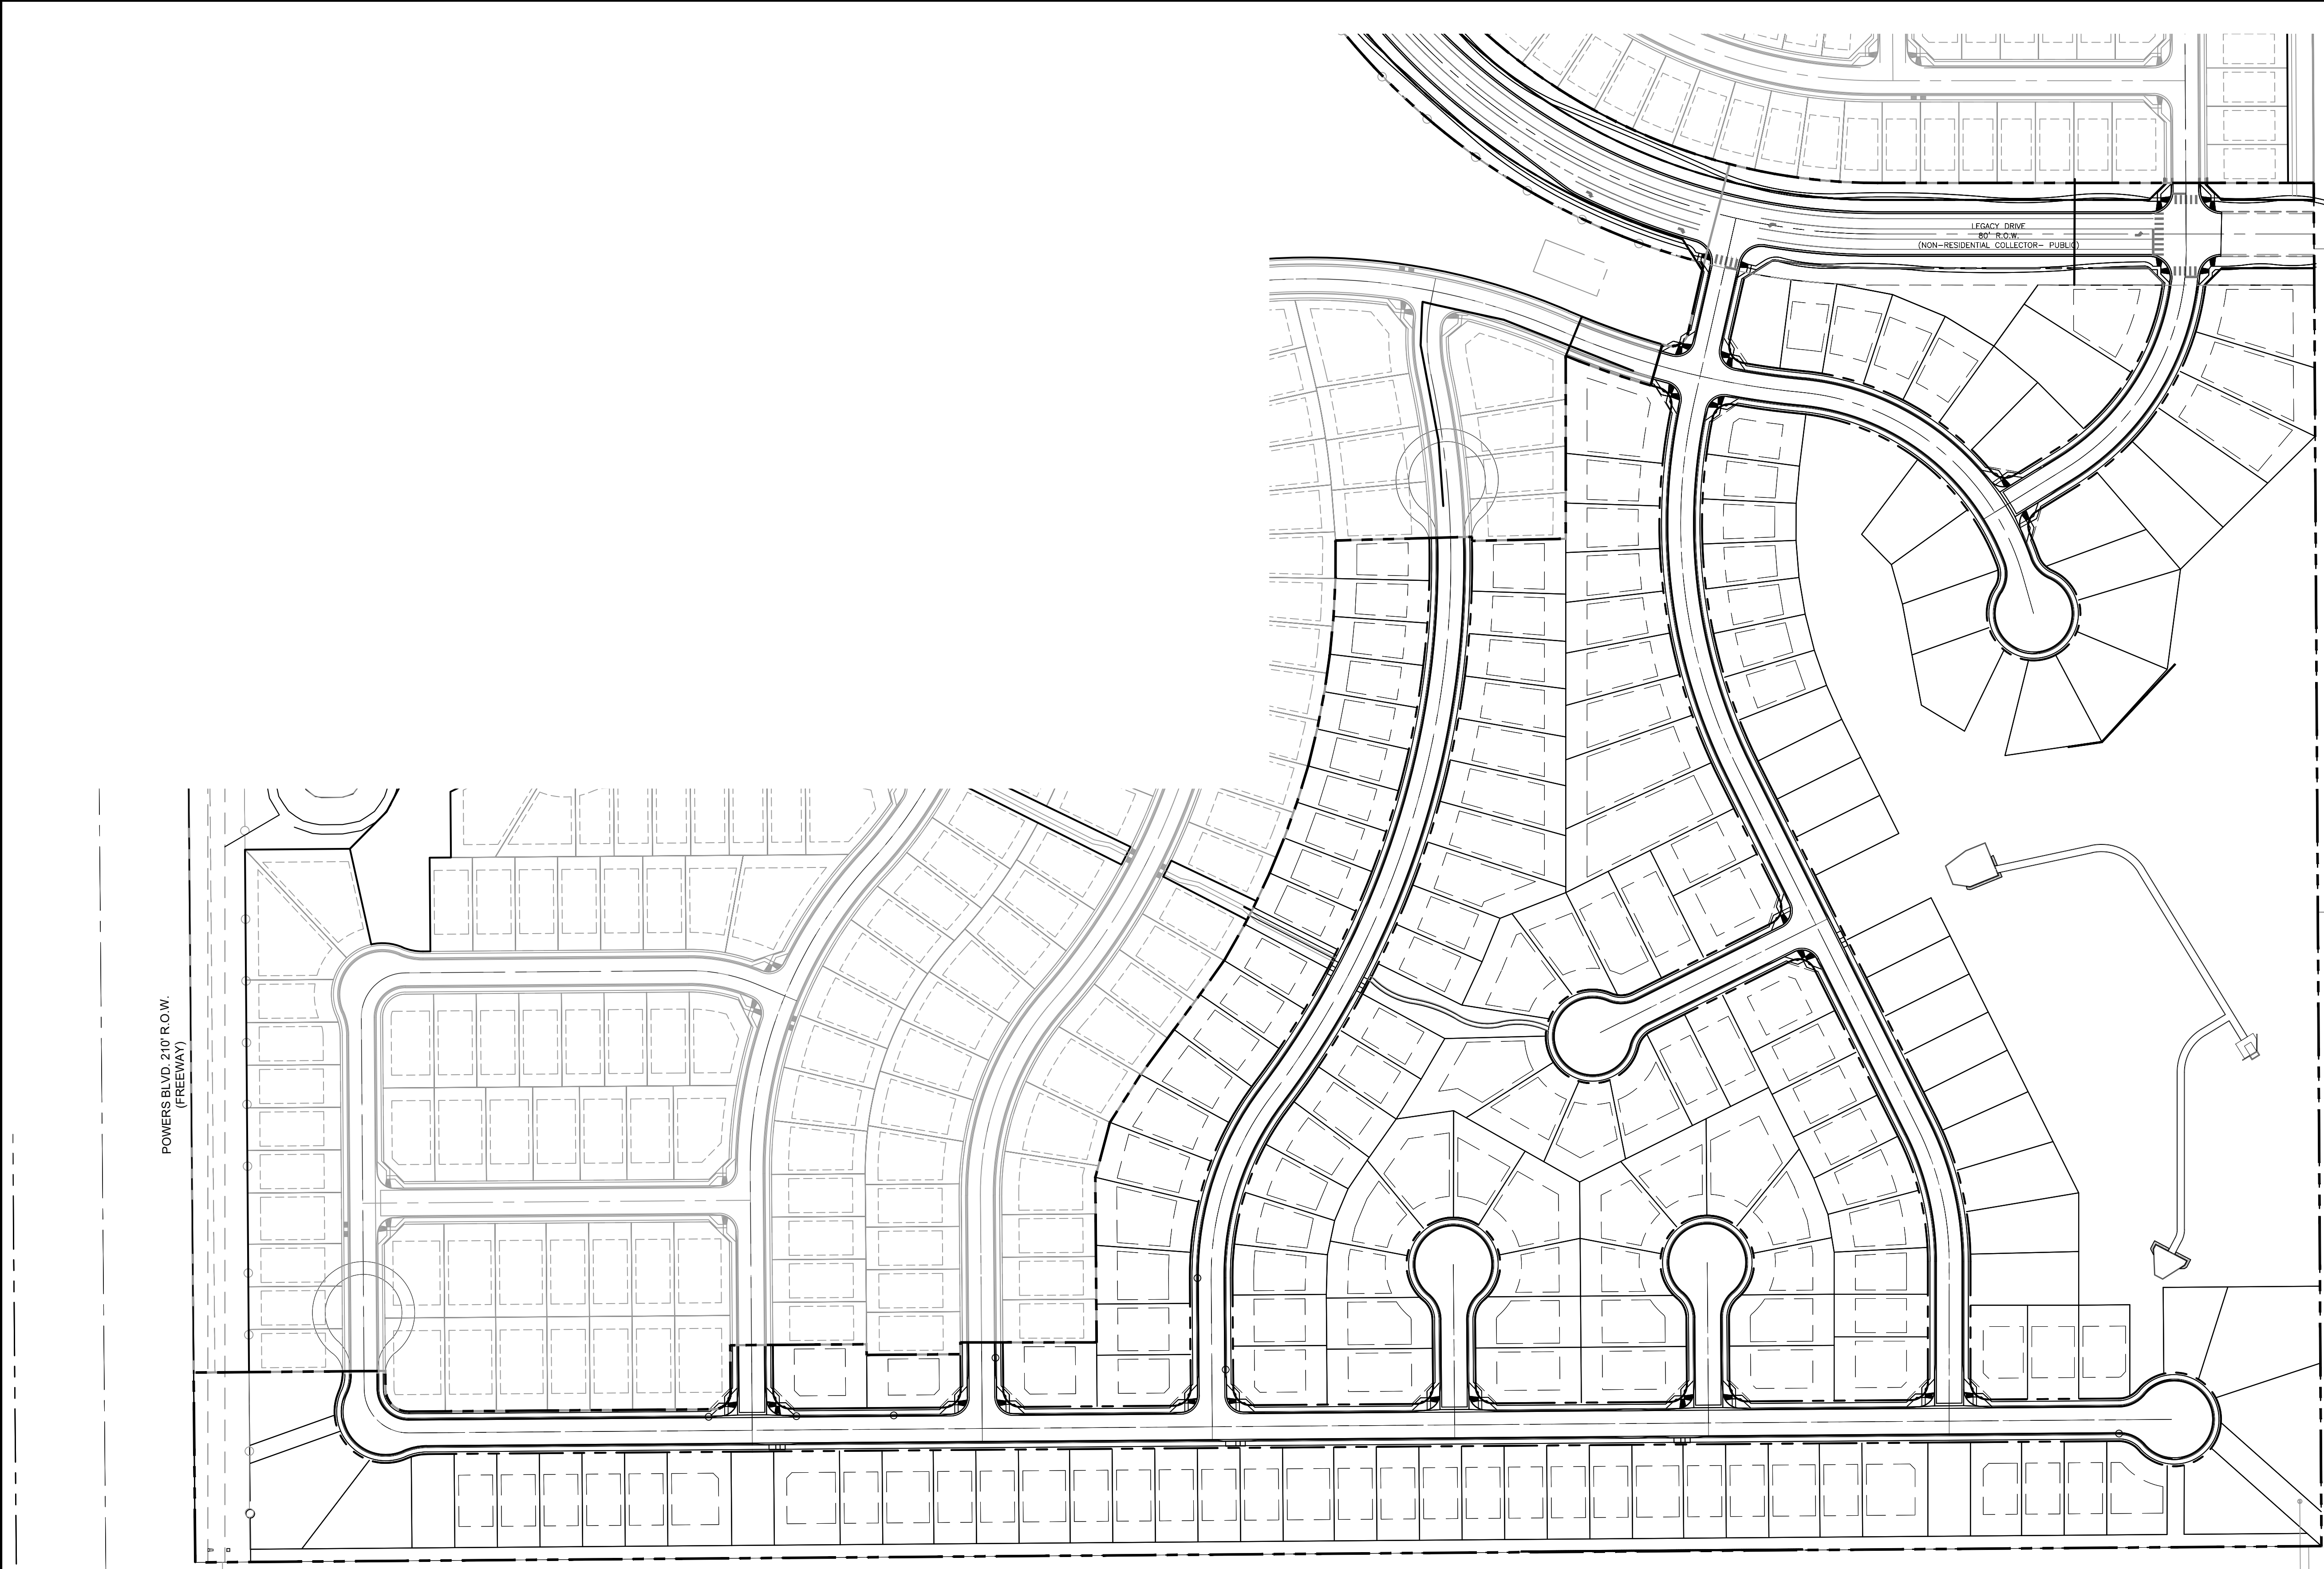 LEGACY DRIVE
80' R.O.W.
(NON-RESIDENTIAL COLLECTOR- PUBLIC)
POWERS BLVD. 210' R.O.W.
(FREEWAY)